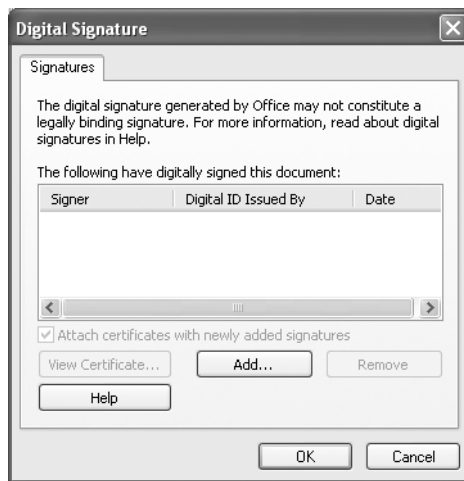 Digital Signature
Signatures
The digital signature generated by Office may not constitute a
legally binding signature. For more information, read about digital
signatures in Help.
The following have digitally signed this document:
Signer Digital ID Issued By Date
Attach certificates with newly added signatures
View Certificate... Add... Remove
Help
OK Cancel